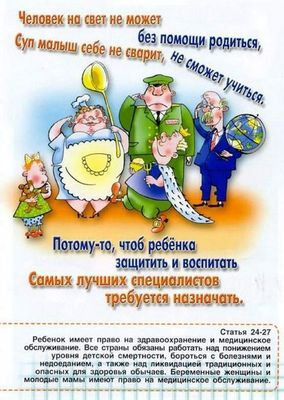 Человек на свет не может
без помощи родиться,
Суп малыш себе не сварит,
не сможет учиться.
Потому-то, чтоб ребёнка
защитить и воспитать
Самых лучших специалистов
требуется назначать.
Статья 24-27
Ребенок имеет право на здравоохранение и медицинское
обслуживание. Все страны обязаны работать над понижением
уровня детской смертности, бороться с болезнями и
недоеданием, а также над ликвидацией традиционных и
опасных для здоровья обычаев. Беременные женщины и
молодые мамы имеют право на медицинское обслуживание.